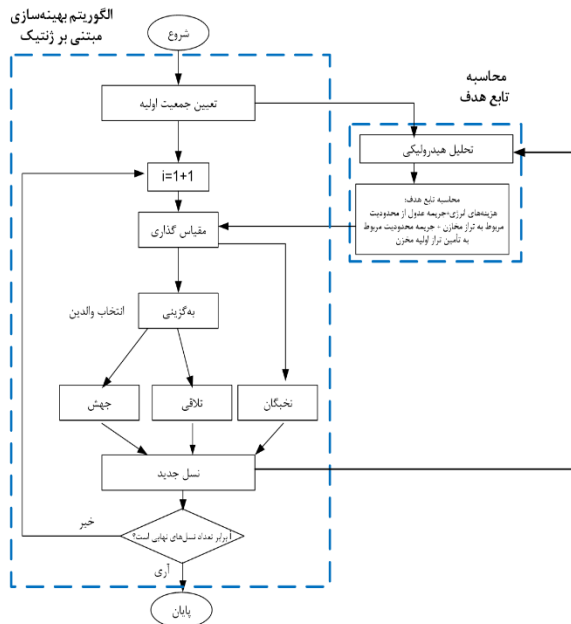 الگوریتم بهینه‌سازی
مبتنی بر ژنتیک
شروع
تعیین جمعیت اولیه
i=1+1
مقیاس گذاری
انتخاب والدین
به‌گزینی
جهش
تلاقی
نخبگان
نسل جدید
خیر
i برابر تعداد نسل‌های نهایی است؟
آری
پایان
محاسبه
تابع هدف
تحلیل هیدرولیکی
محاسبه تابع هدف:
هزینه‌های انرژی+جریمه عدول از محدودیت
مربوط به تراز مخازن + جریمه محدودیت مربوط
به تأمین تراز اولیه مخزن